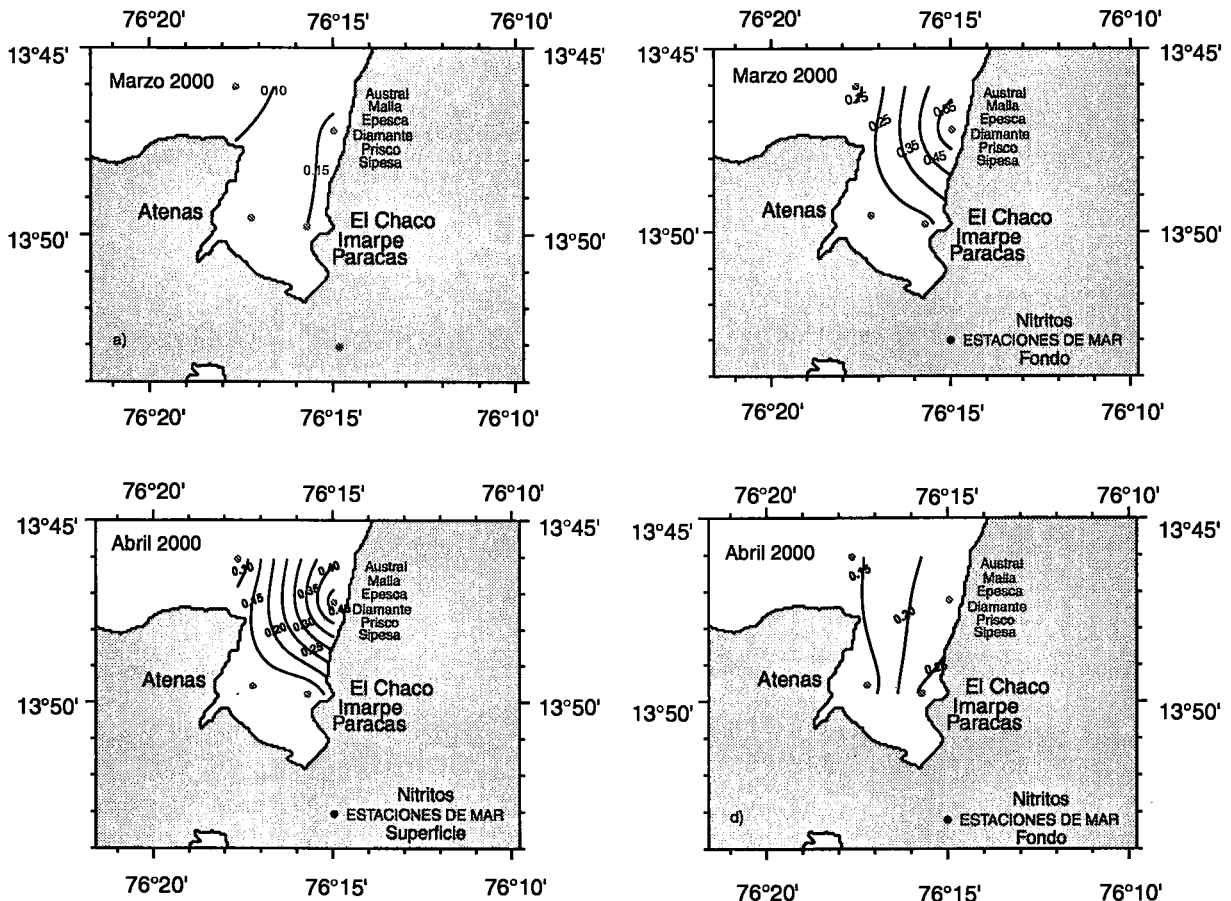 76°20' 76°15' 76°10'
13°45' 13°45'
Marzo 2000
0.10
Austral
Malla
Epesca
Diamante
Prisco
Sipesa
0.15
Atenas
El Chaco
Imarpe
Paracas
13°50' 13°50'
a)
76°20' 76°15' 76°10'
76°20' 76°15' 76°10'
13°45' 13°45'
Marzo 2000
0.25
0.35
0.45
Austral
Malla
Epesca
Diamante
Prisco
Sipesa
Atenas
El Chaco
Imarpe
Paracas
13°50' 13°50'
Nitritos
ESTACIONES DE MAR
Fondo
76°20' 76°15' 76°10'
76°20' 76°15' 76°10'
13°45' 13°45'
Abril 2000
0.15
0.20
0.25
0.30
0.35
0.40
Austral
Malla
Epesca
Diamante
Prisco
Sipesa
Atenas
El Chaco
Imarpe
Paracas
13°50' 13°50'
Nitritos
ESTACIONES DE MAR
Superficie
76°20' 76°15' 76°10'
76°20' 76°15' 76°10'
13°45' 13°45'
Abril 2000
Austral
Malla
Epesca
Diamante
Prisco
Sipesa
Atenas
El Chaco
Imarpe
Paracas
13°50' 13°50'
d)
Nitritos
ESTACIONES DE MAR
Fondo
76°20' 76°15' 76°10'